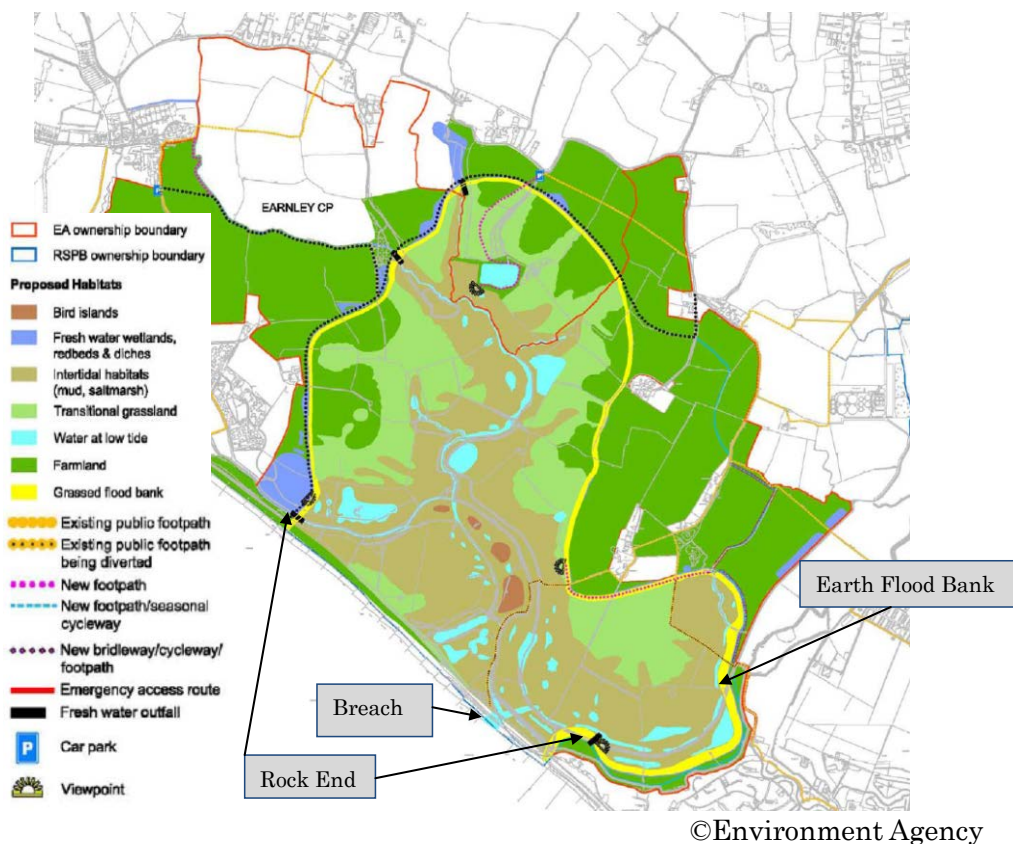 EARNLEY CP
EA ownership boundary
RSPB ownership boundary
Proposed Habitats
Bird islands
Fresh water wetlands,
redbeds & diches
Intertidal habitats
(mud, saltmarsh)
Transitional grassland
Water at low tide
Farmland
Grassed flood bank
Existing public footpath
Existing public footpath
being diverted
New footpath
New footpath/seasonal
cycleway
New bridleway/cycleway/
footpath
Emergency access route
Fresh water outfall
P
Car park
Viewpoint
P
P
Earth Flood Bank
Breach
Rock End
©Environment Agency